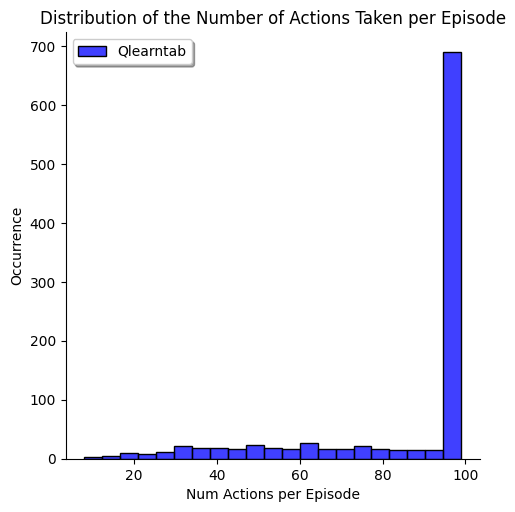 Distribution of the Number of Actions Taken per Episode
Qlearntab
700
600
500
400
300
200
100
0
Occurrence
20 40 60 80 100
Num Actions per Episode